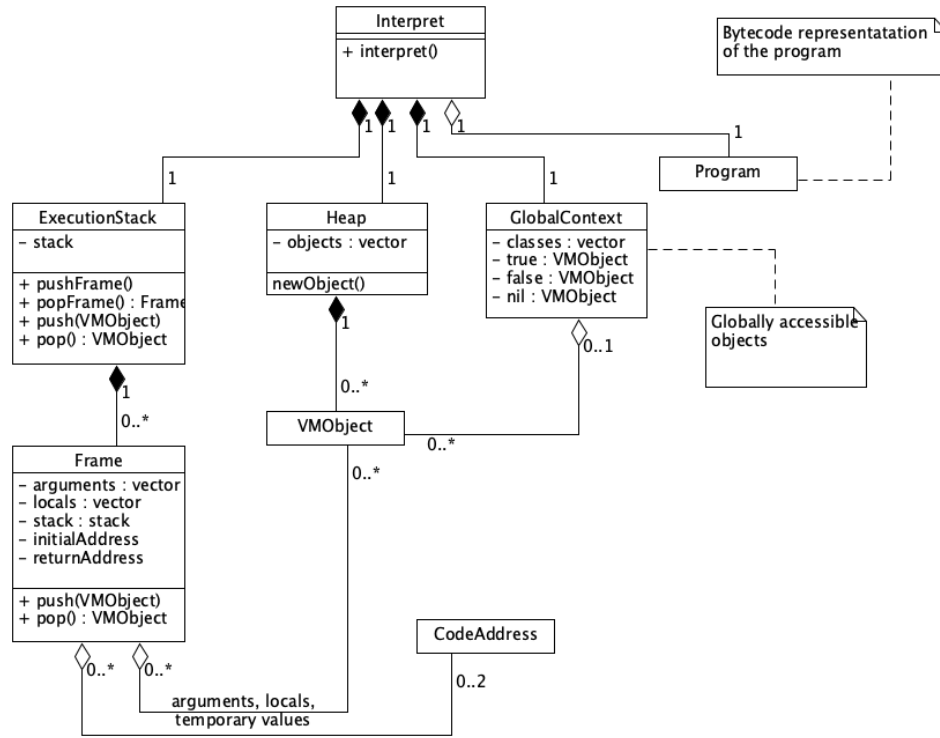 Interpret
+ interpret()
Bytecode representatation
of the program
1
1
1
1
1
Program
1
1
1
ExecutionStack
- stack
+ pushFrame()
+ popFrame() : Frame
+ push(VMObject)
+ pop() : VMObject
Heap
- objects : vector
newObject()
GlobalContext
- classes : vector
- true : VMObject
- false : VMObject
- nil : VMObject
Globally accessible
objects
1
0..1
1
0..*
0..*
VMObject
0..*
0..*
Frame
- arguments : vector
- locals : vector
- stack : stack
- initialAddress
- returnAddress
+ push(VMObject)
+ pop() : VMObject
CodeAddress
0..*
0..*
0..2
arguments, locals,
temporary values